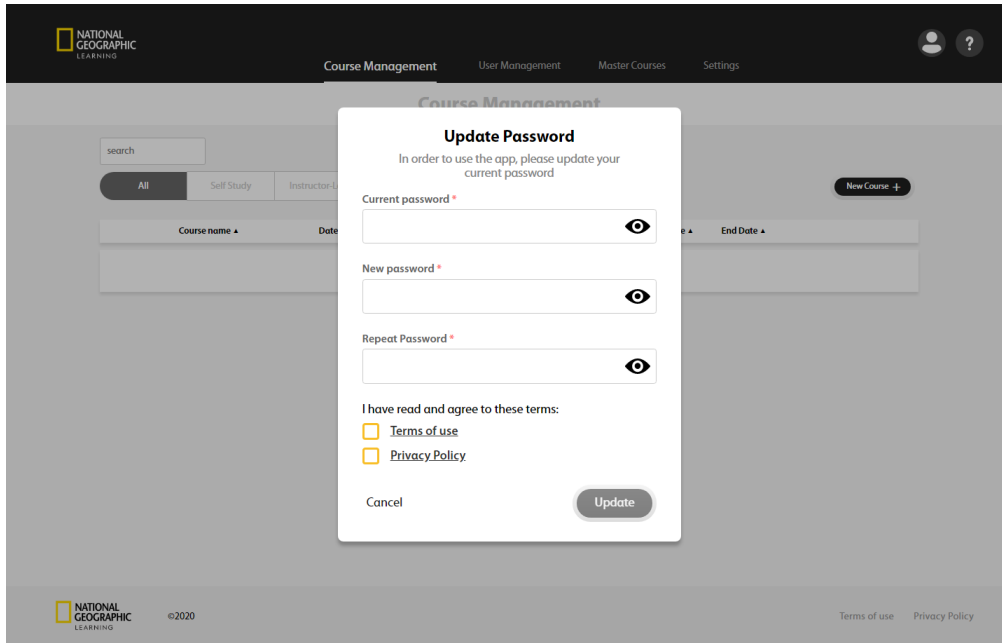 NATIONAL
GEOGRAPHIC
LEARNING
?
Course Management
User Management
Master Courses
Settings
Course Management
search
All
Self Study
Instructor-L
New Course +
Course name ▲
Date
e ▲
End Date ▲
Update Password
In order to use the app, please update your
current password
Current password *
New password *
Repeat Password *
I have read and agree to these terms:
Terms of use
Privacy Policy
Cancel
Update
NATIONAL
GEOGRAPHIC
LEARNING
©2020
Terms of use
Privacy Policy